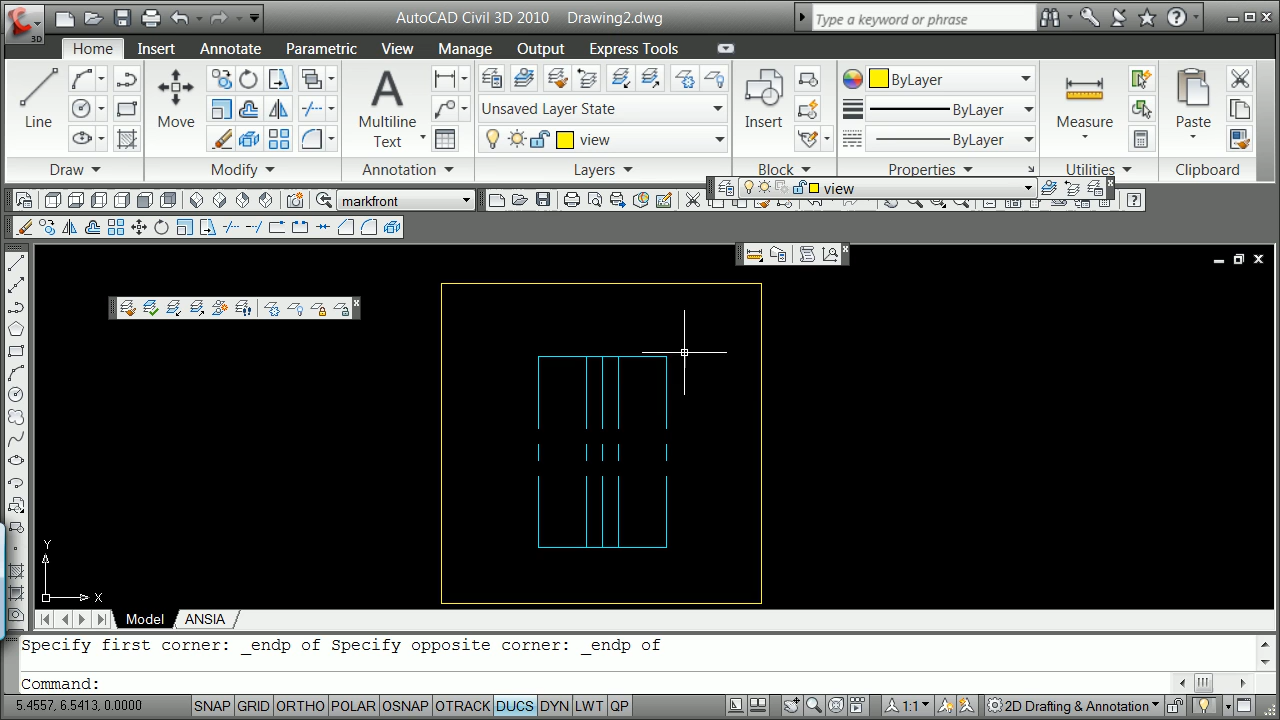 AutoCAD Civil 3D 2010 Drawing2.dwg
Type a keyword or phrase
3D
Home Insert Annotate Parametric View Manage Output Express Tools
Line
Move
A
Multiline
Text
Unsaved Layer State
view
Insert
ByLayer
ByLayer
ByLayer
Measure
Paste
Draw
Modify
Annotation
Layers
Block
Properties
Utilities
Clipboard
markfront
view
Y
X
Model ANSIA
Specify first corner: _endp of Specify opposite corner: _endp of
Command:
5.4557, 6.5413, 0.0000 SNAP GRID ORTHO POLAR OSNAP OTRACK DUCS DYN LWT QP 1:1 2D Drafting & Annotation